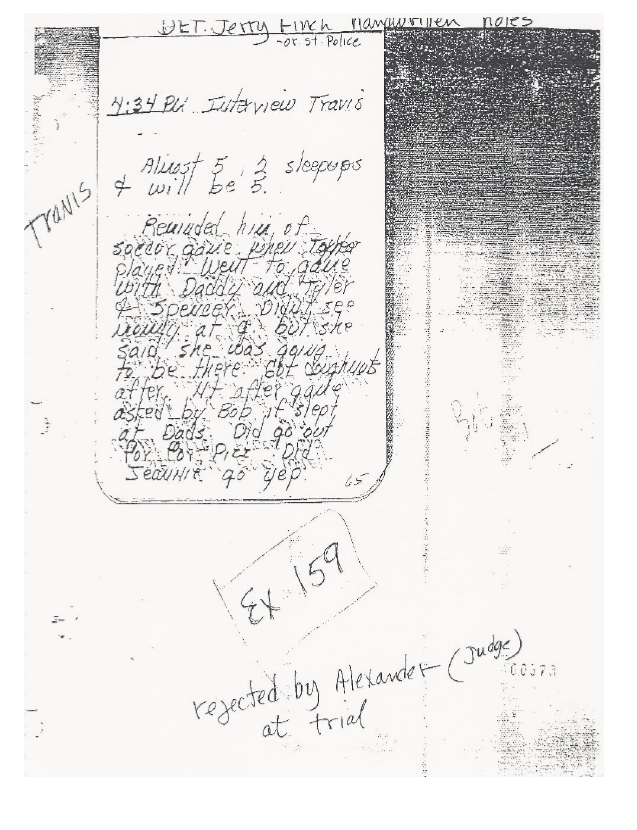 DET. Jerry Finch Handwritten notes
-or. st. Police
4:34 PM Interview Travis
Travis
Almost 5, 2 sleepups
& will be 5.
Reminded him of
soccer game when Tyler
played. Went to game
with Daddy and Tyler
& Spencer. Didn't see
mommy at g but she
said she was going
to be there. Got doughnuts
after. Nt after game
asked by Bob if slept
at Dads. Did go out
for for Pizz Did
Jeannie go yep
65
Bob
Ex 159
rejected by Alexander (Judge)
at trial